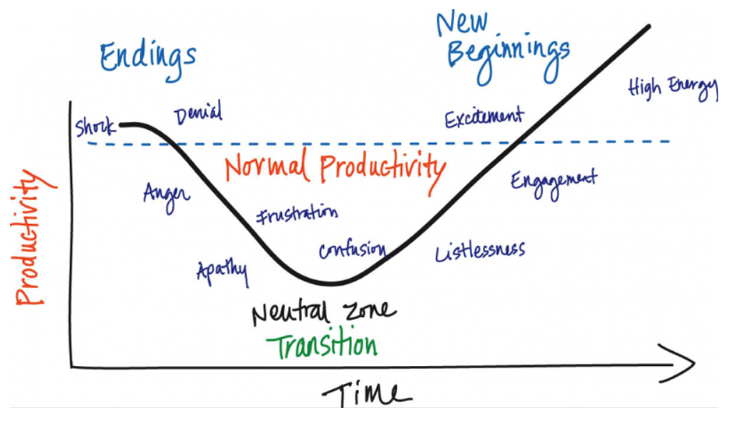 Endings
New
Beginnings
High Energy
Shock
Denial
Excitement
Normal Productivity
Anger
Engagement
Frustration
Confusion
Listlessness
Apathy
Productivity
Neutral Zone
Transition
Time